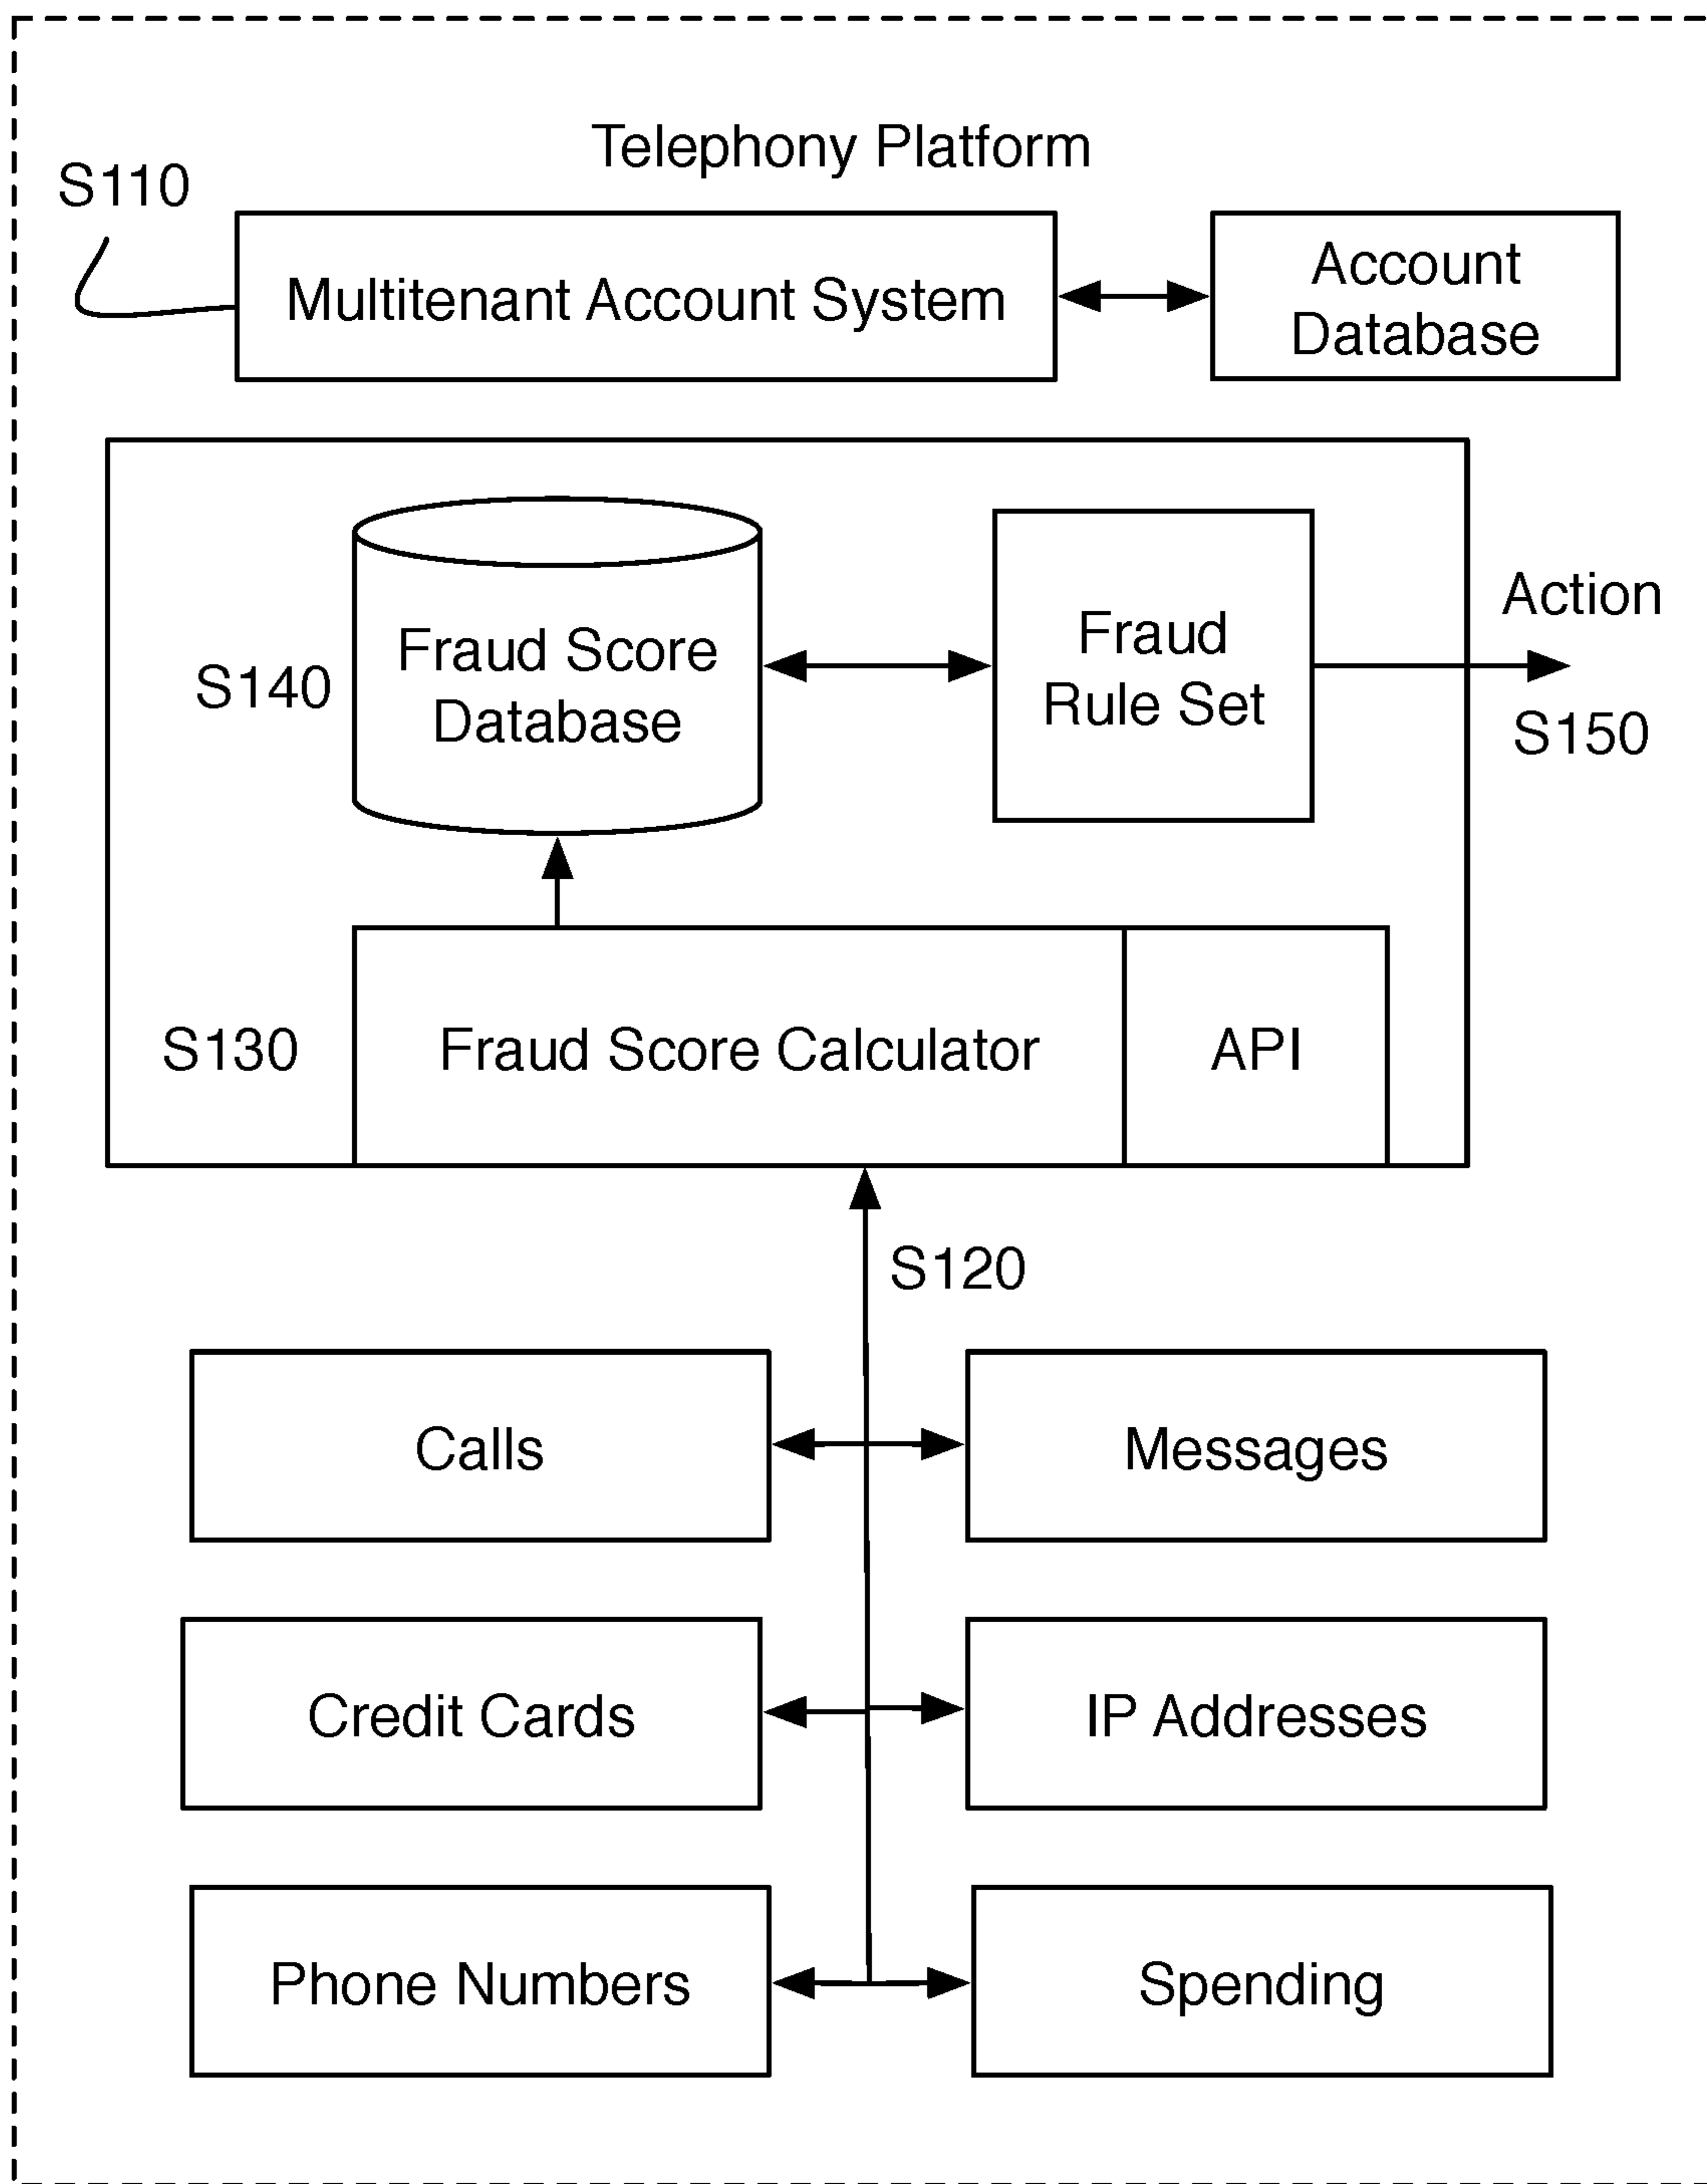 Telephony Platform
S110
Multitenant Account System
Account
Database
Fraud Score
Database
S140
Fraud
Rule Set
Action
S150
S130
Fraud Score Calculator
API
S120
Calls
Messages
Credit Cards
IP Addresses
Phone Numbers
Spending